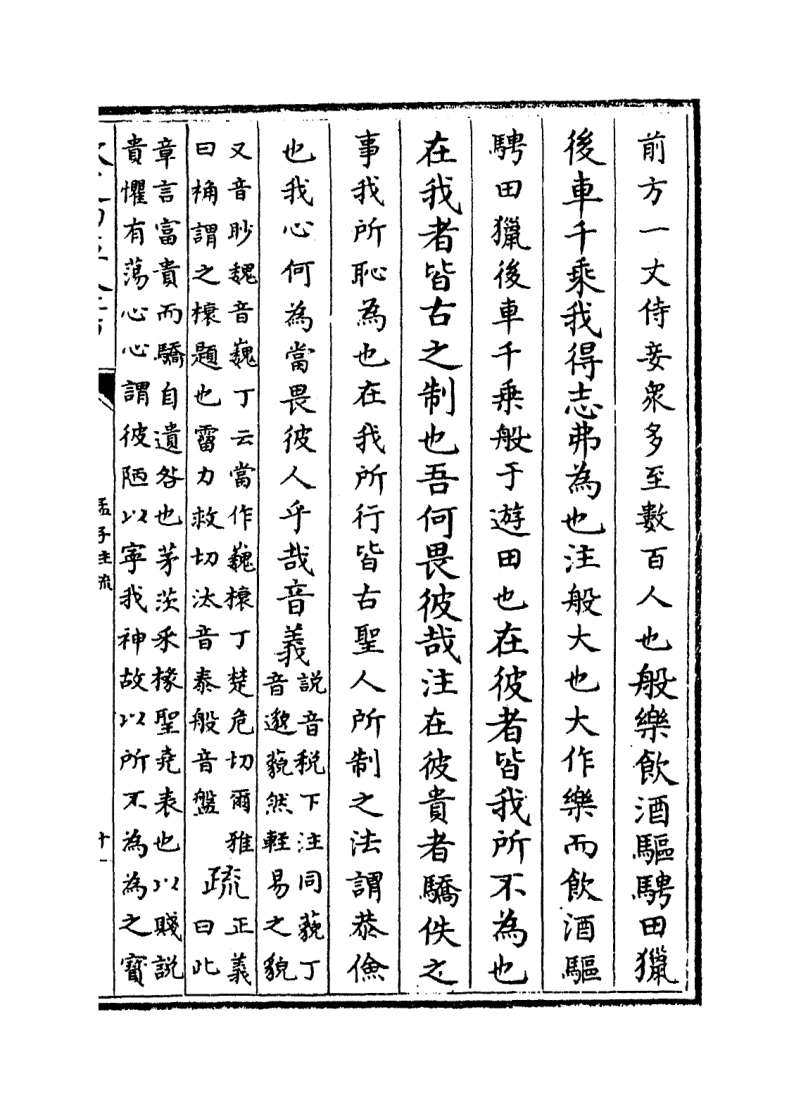 前方一丈侍妾衆多至數百人也般樂飲酒驅騁田獵
後車千乘我得志弗為也注般大也大作樂而飲酒驅
騁田獵後車千乘般于遊田也在彼者皆我所不為也
在我者皆古之制也吾何畏彼哉注在彼貴者驕佚之
事我所恥為也在我所行皆古聖人所制之法謂恭儉
也我心何為當畏彼人乎哉音義
說音稅下注同藐丁
音邈藐然輕易之貌
又音眇魏音巍丁云當作巍榱丁楚危切爾雅
曰桷謂之榱題也霤力救切汰音泰般音盤
疏
正義
曰此
章言富貴而驕自遺咎也茅茨采椽聖堯表也以賤說
貴懼有蕩心心謂彼陋以寧我神故以所不為為之寶
孟子注疏
十一